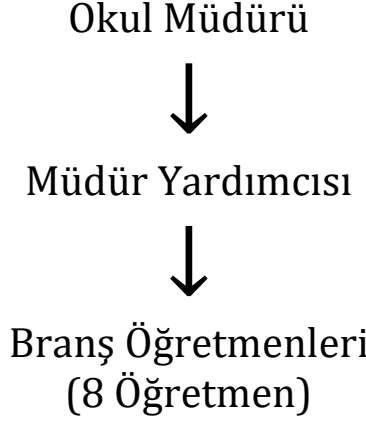 Okul Müdürü
Müdür Yardımcısı
Branş Öğretmenleri
(8 Öğretmen)